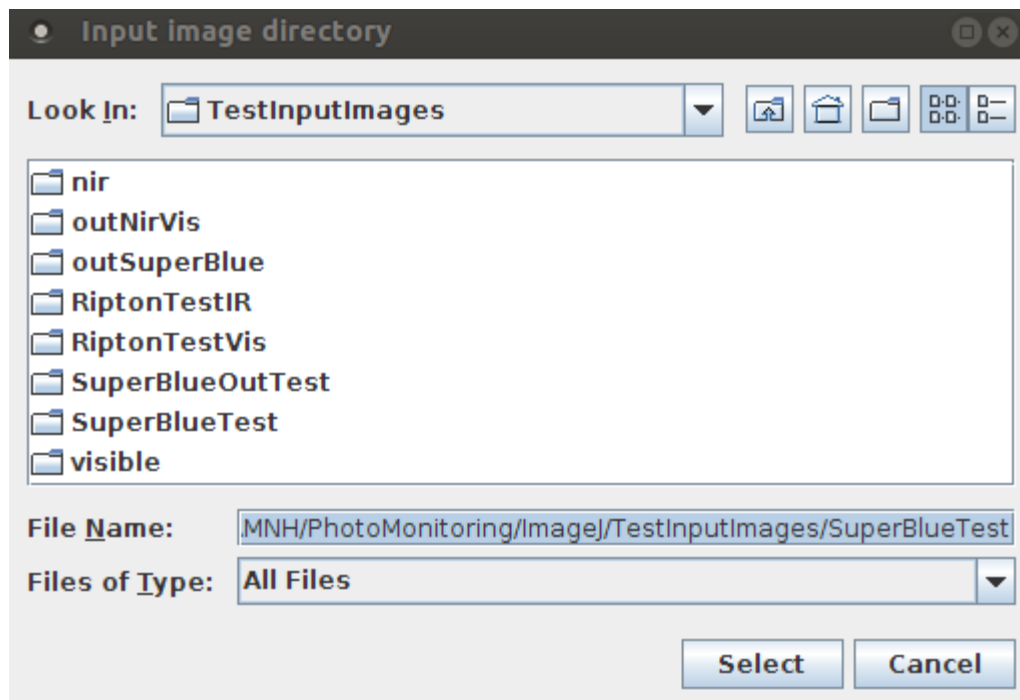 Input image directory
Look In: TestInputImages
nir
outNirVis
outSuperBlue
RiptonTestIR
RiptonTestVis
SuperBlueOutTest
SuperBlueTest
visible
File Name: .MNH/PhotoMonitoring/ImageJ/TestInputImages/SuperBlueTest
Files of Type: All Files
Select Cancel